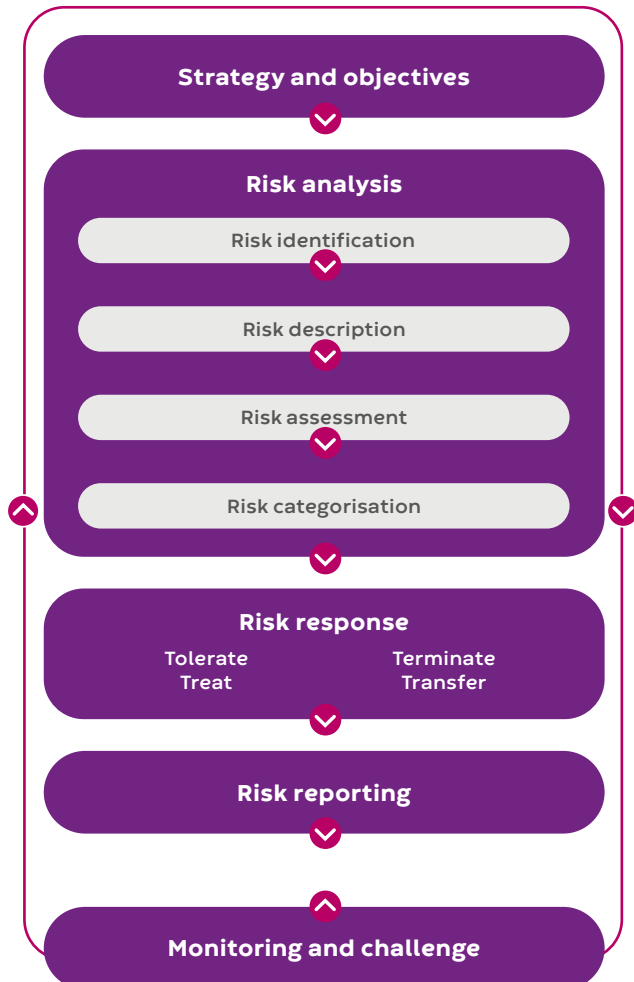 Strategy and objectives
Risk analysis
Risk identification
Risk description
Risk assessment
Risk categorisation
Risk response
Tolerate
Treat
Terminate
Transfer
Risk reporting
Monitoring and challenge